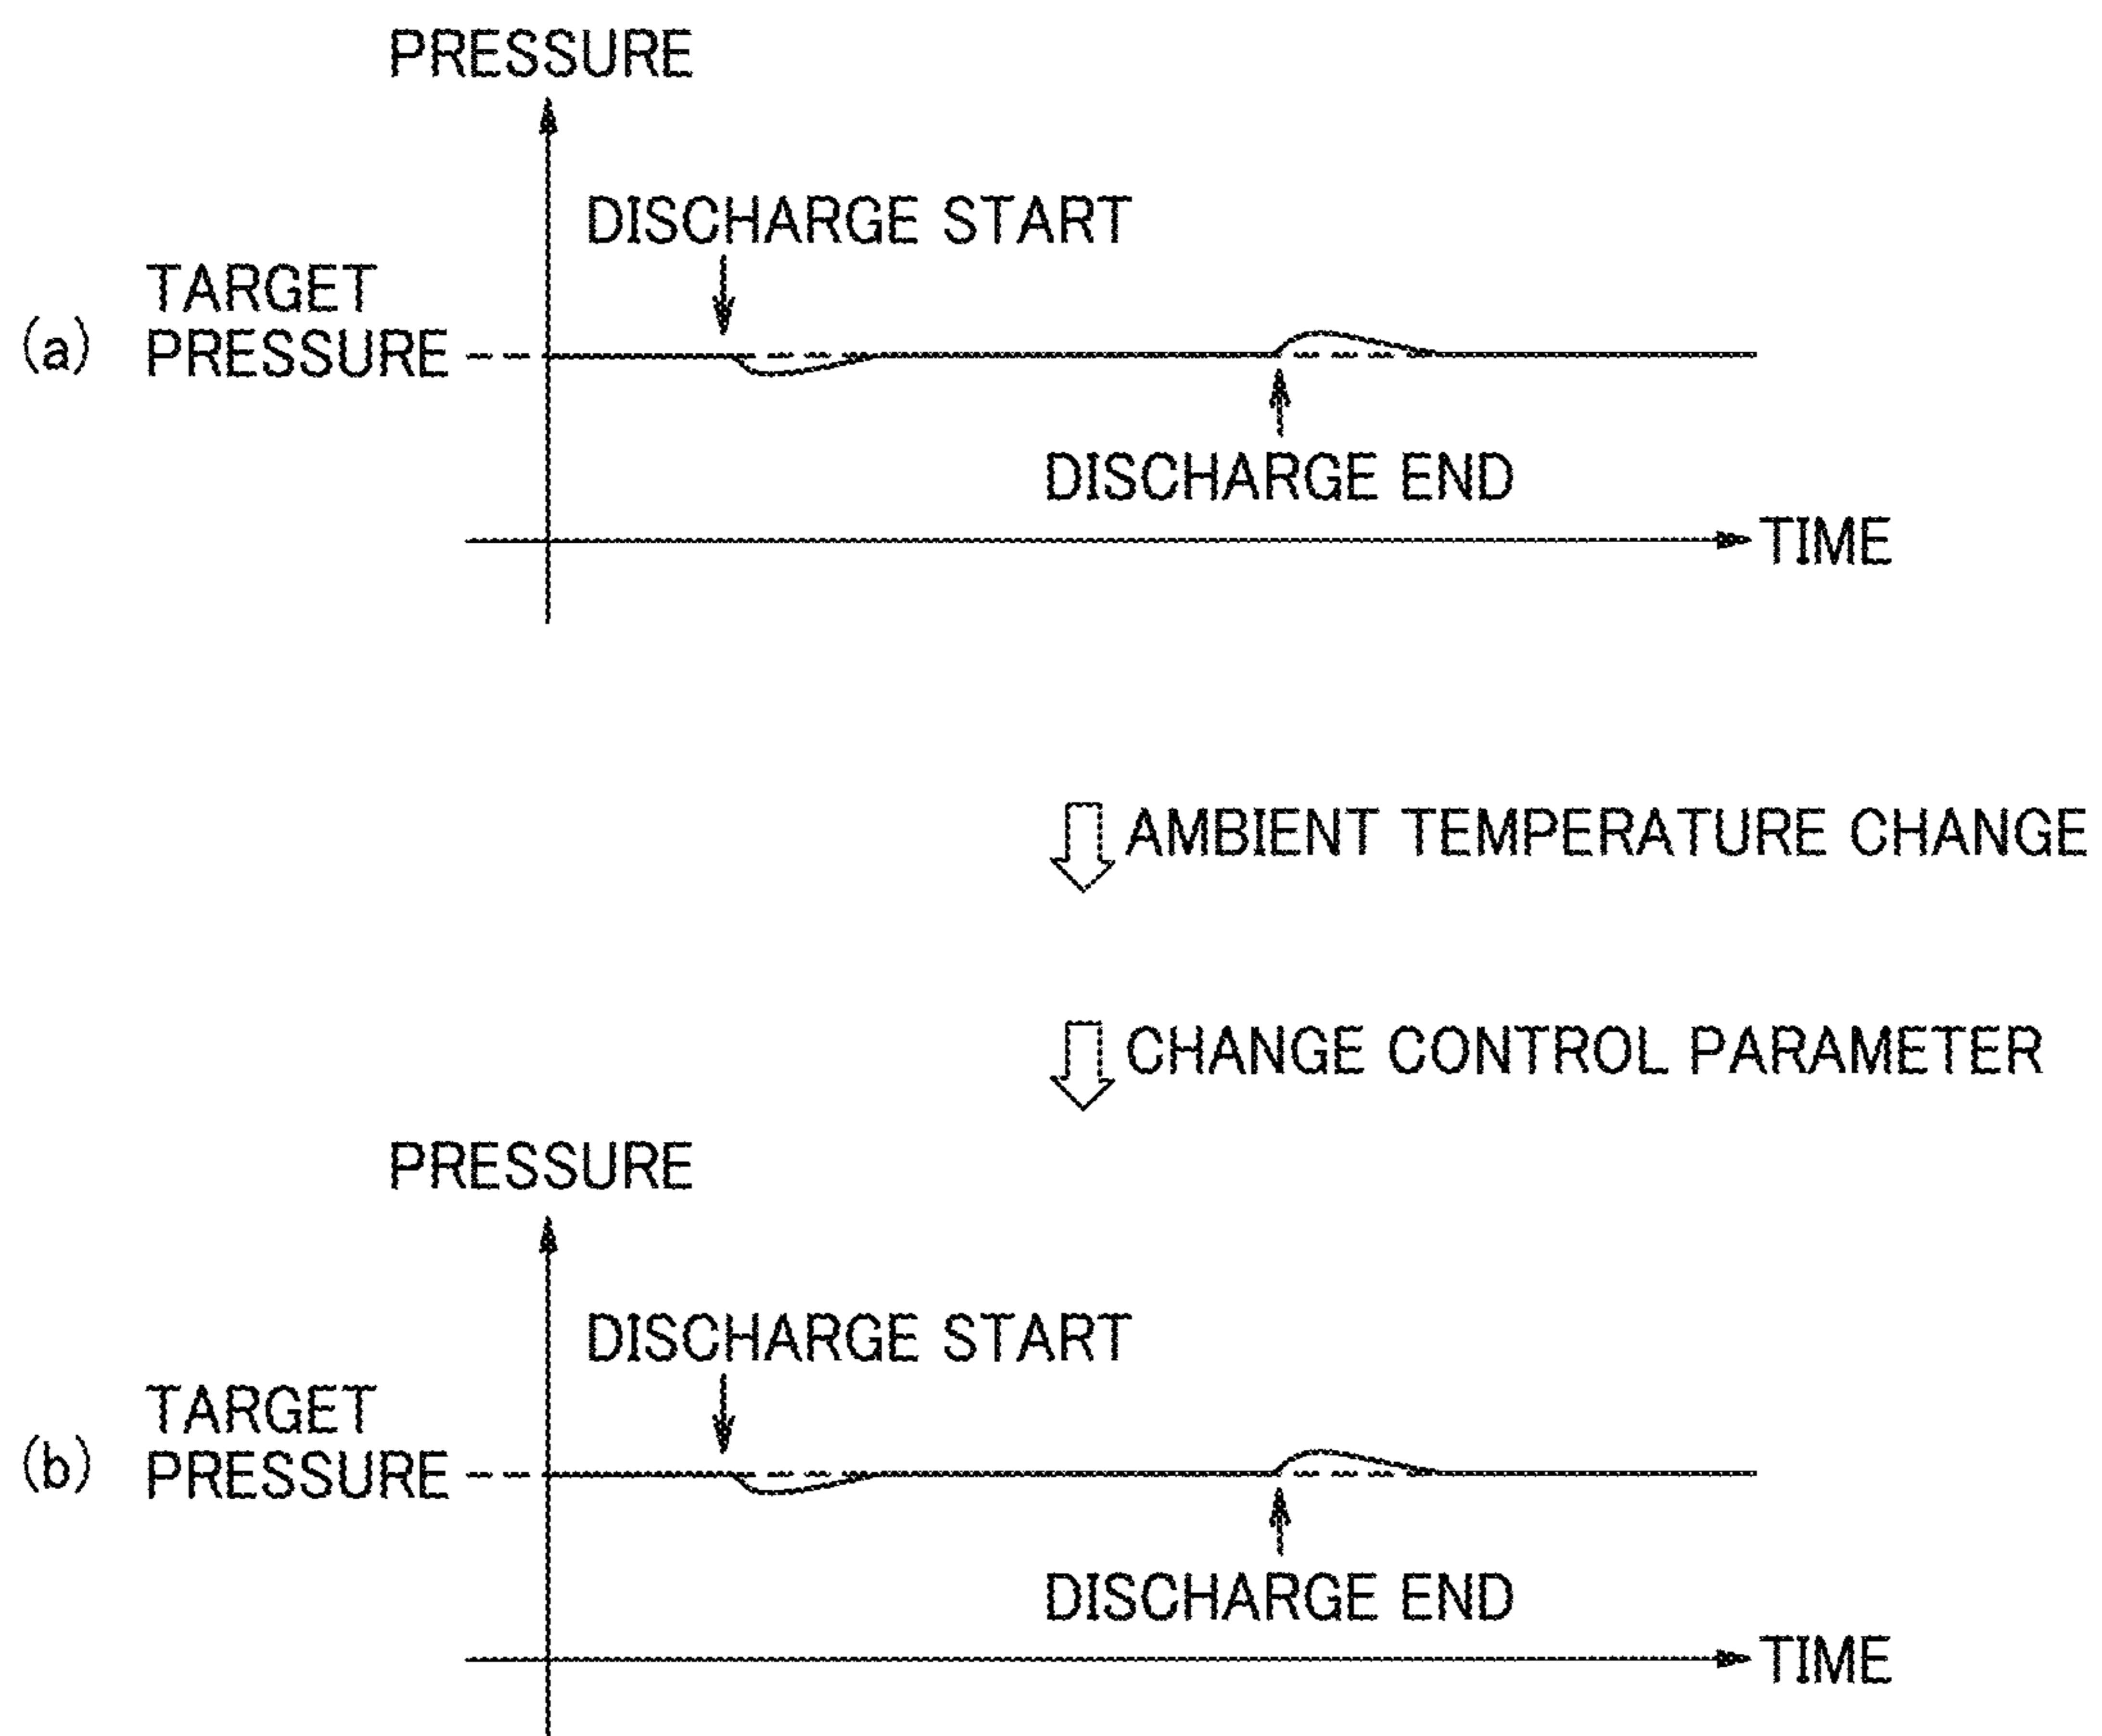 PRESSURE
DISCHARGE START
TARGET
(a) PRESSURE
DISCHARGE END
TIME
AMBIENT TEMPERATURE CHANGE
CHANGE CONTROL PARAMETER
PRESSURE
DISCHARGE START
TARGET
(b) PRESSURE
DISCHARGE END
TIME